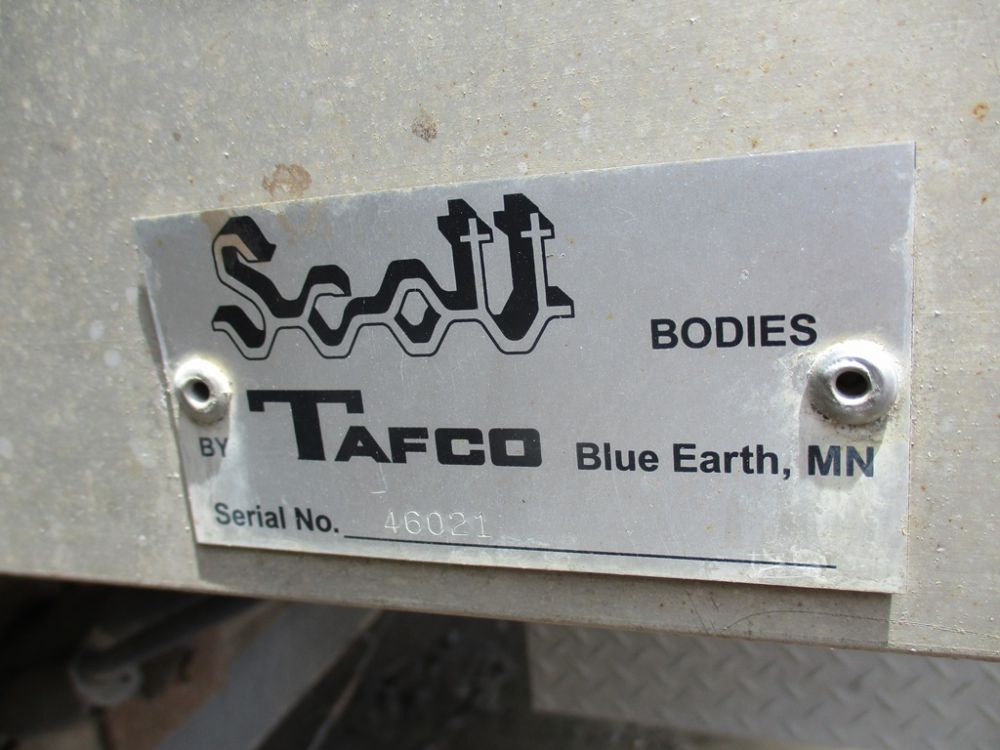 Scott BODIES
BY TAFCO Blue Earth, MN
Serial No. 46021